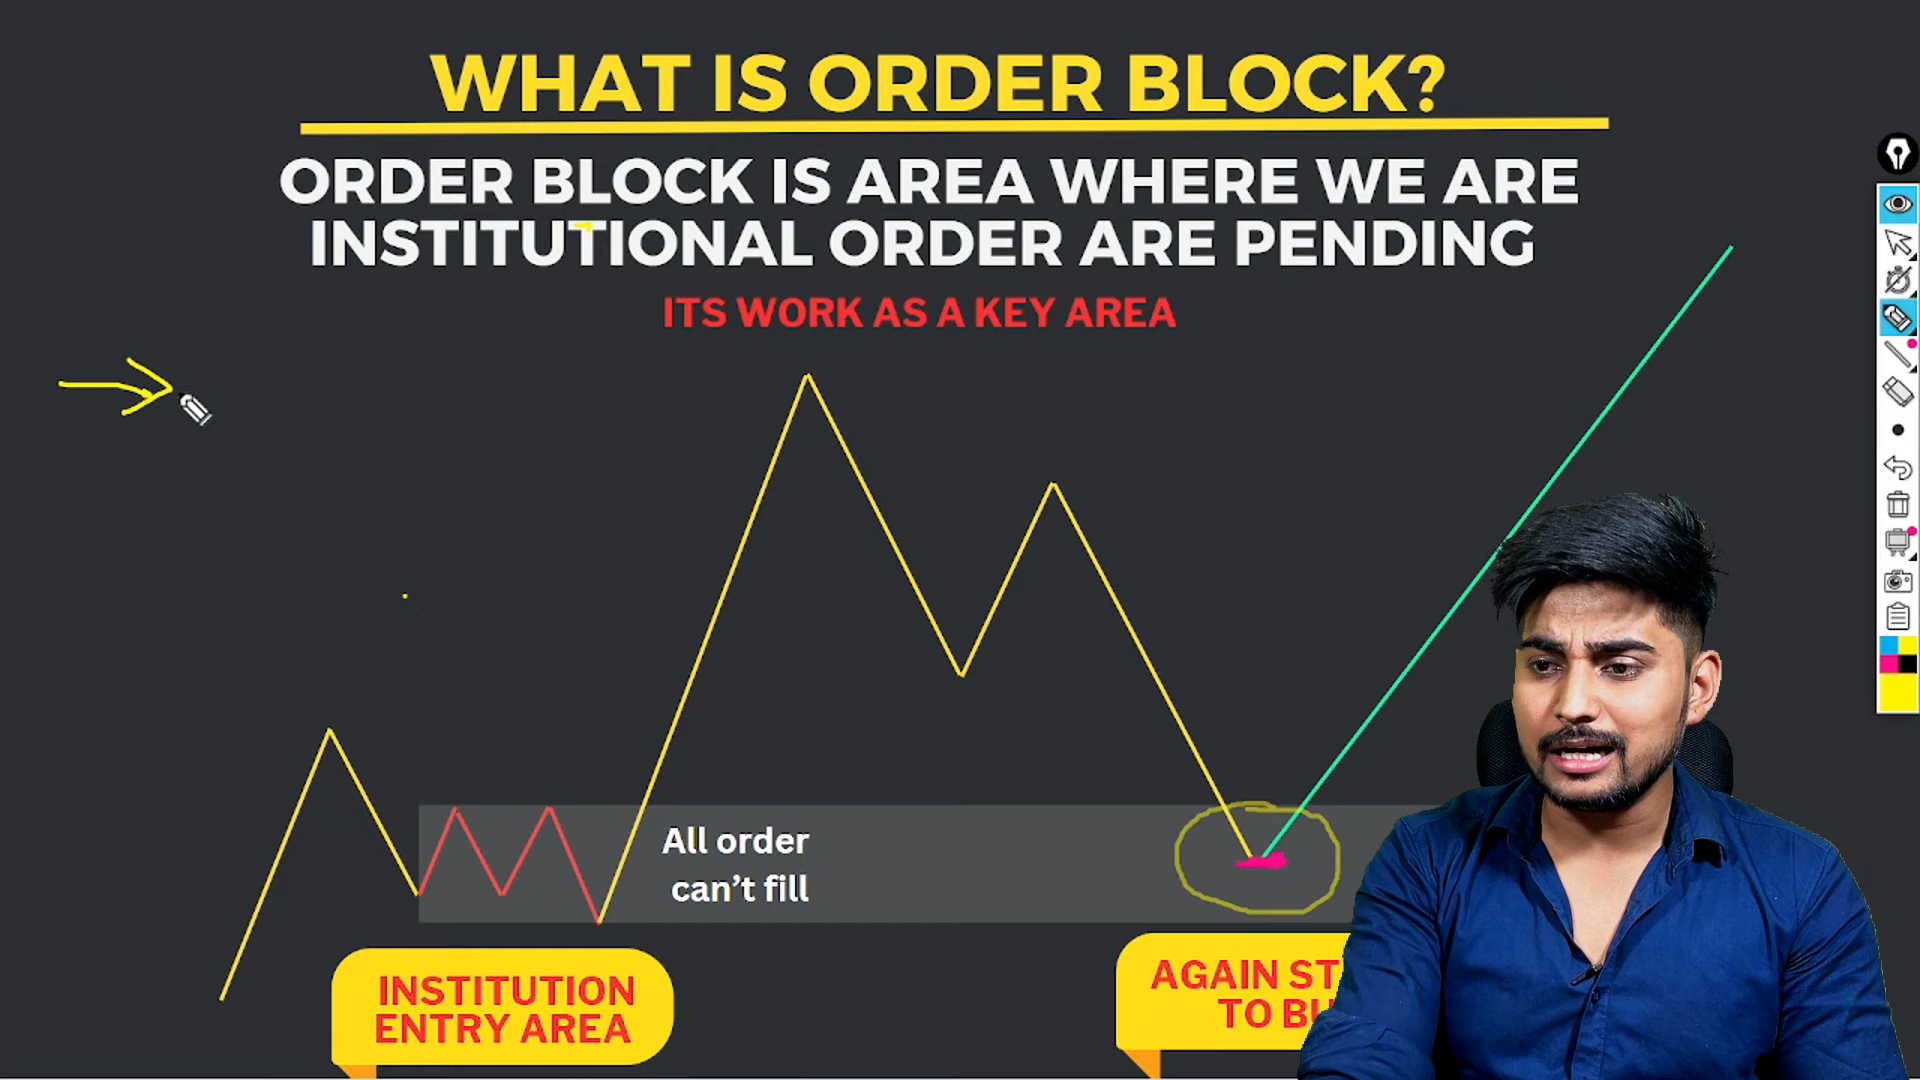 WHAT IS ORDER BLOCK?
ORDER BLOCK IS AREA WHERE WE ARE
INSTITUTIONAL ORDER ARE PENDING
ITS WORK AS A KEY AREA
All order
can’t fill
INSTITUTION
ENTRY AREA
AGAIN
TO